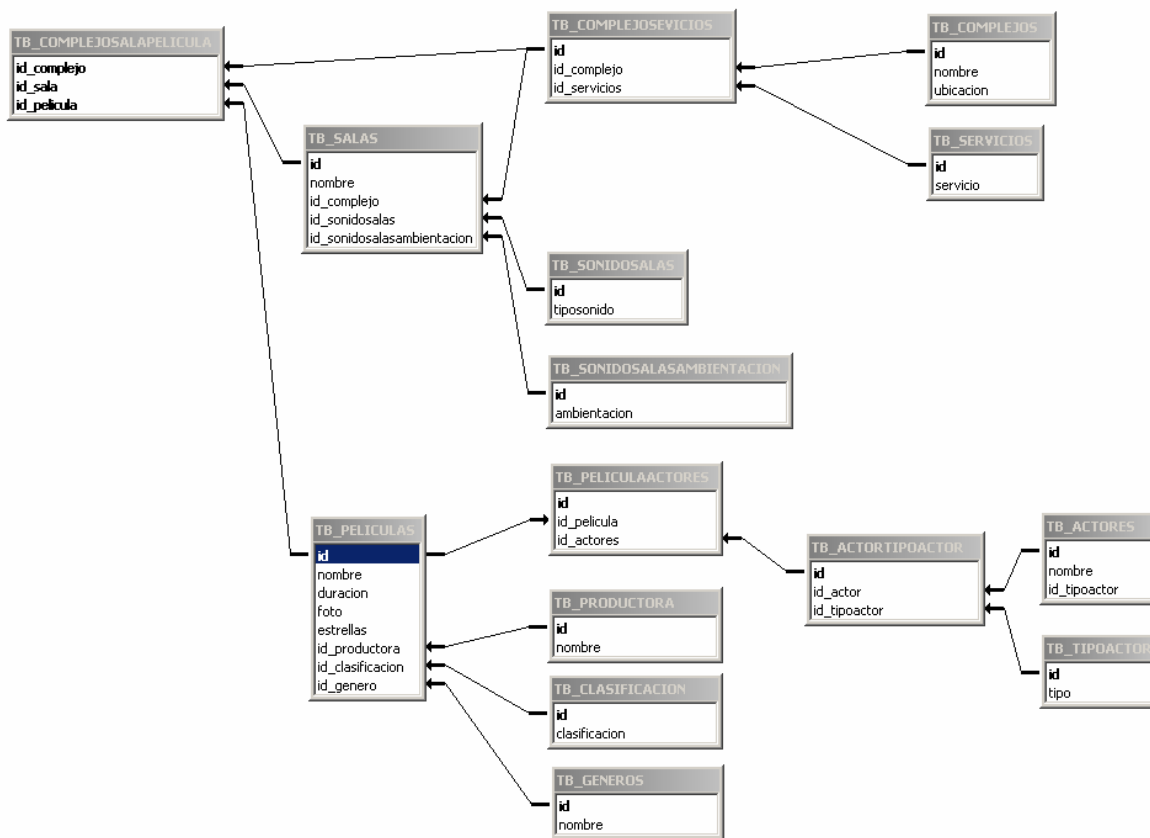 TB_COMPLEJOSALAPELICULA
id_complejo
id_sala
id_pelicula
TB_COMPLEJOSEVICIOS
id
id_complejo
id_servicios
TB_COMPLEJOS
id
nombre
ubicacion
TB_SERVICIOS
id
servicio
TB_SALAS
id
nombre
id_complejo
id_sonidosalas
id_sonidosalasambientacion
TB_SONIDOSALAS
id
tiposonido
TB_SONIDOSALASAMBIENTACION
id
ambientacion
TB_PELICULAS
id
nombre
duracion
foto
estrellas
id_productora
id_clasificacion
id_genero
TB_PELICULAACTORES
id
id_pelicula
id_actores
TB_ACTORTIPOACTOR
id
id_actor
id_tipoactor
TB_ACTORES
id
nombre
id_tipoactor
TB_TIPOACTOR
id
tipo
TB_PRODUCTORA
id
nombre
TB_CLASIFICACION
id
clasificacion
TB_GENEROS
id
nombre